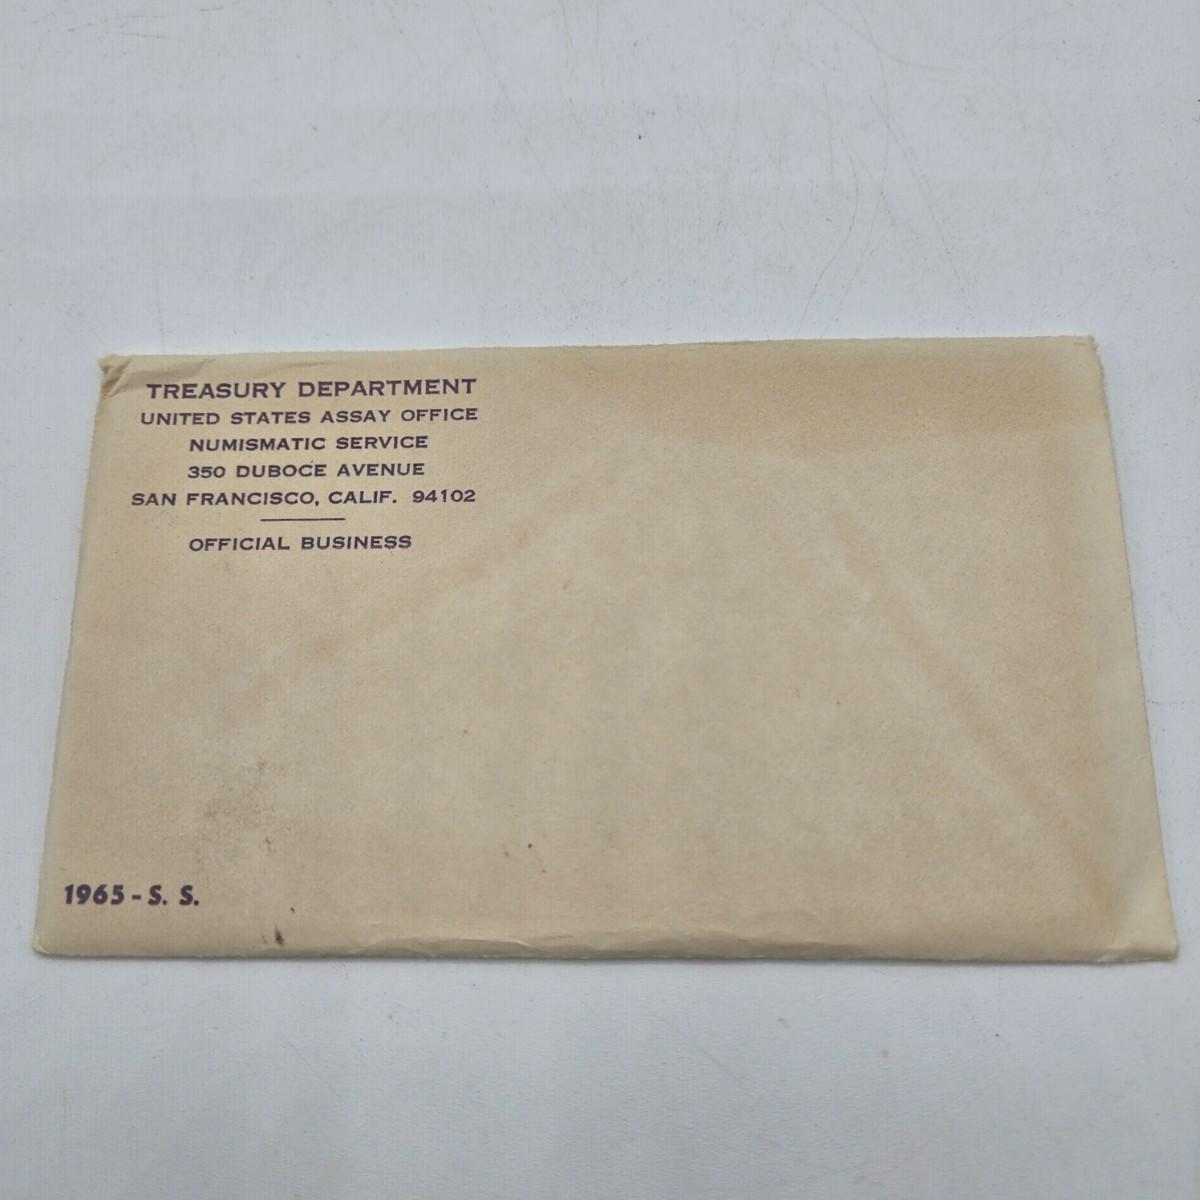 TREASURY DEPARTMENT
UNITED STATES ASSAY OFFICE
NUMISMATIC SERVICE
350 DUBOCE AVENUE
SAN FRANCISCO, CALIF. 94102
OFFICIAL BUSINESS
1965 - S. S.